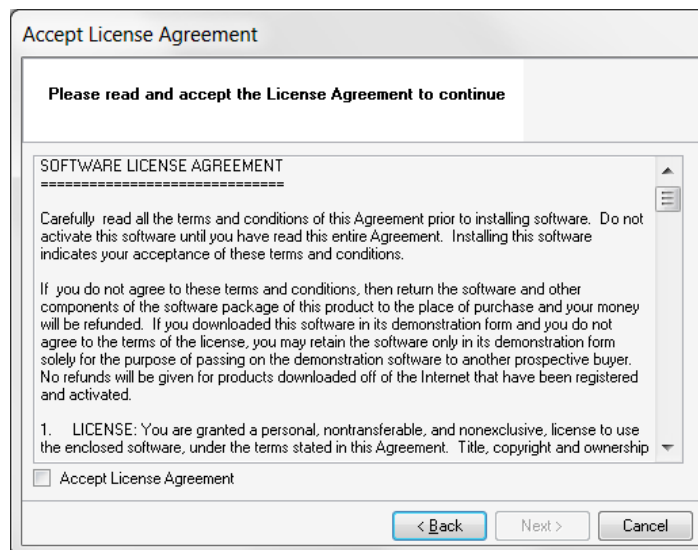 Accept License Agreement
Please read and accept the License Agreement to continue
SOFTWARE LICENSE AGREEMENT
==============================
Carefully  read all the terms and conditions of this Agreement prior to installing software.  Do not
activate this software until you have read this entire Agreement.  Installing this software
indicates your acceptance of these terms and conditions.
If  you do not agree to these terms and conditions, then return the software and other
components of the software package of this product to the place of purchase and your money
will be refunded.  If you downloaded this software in its demonstration form and you do not
agree to the terms of the license, you may retain the software only in its demonstration form
solely for the purpose of passing on the demonstration software to another prospective buyer.
No refunds will be given for products downloaded off of the Internet that have been registered
and activated.
1.    LICENSE: You are granted a personal, nontransferable, and nonexclusive, license to use
the enclosed software, under the terms stated in this Agreement.  Title, copyright and ownership
Accept License Agreement
< Back
Next >
Cancel